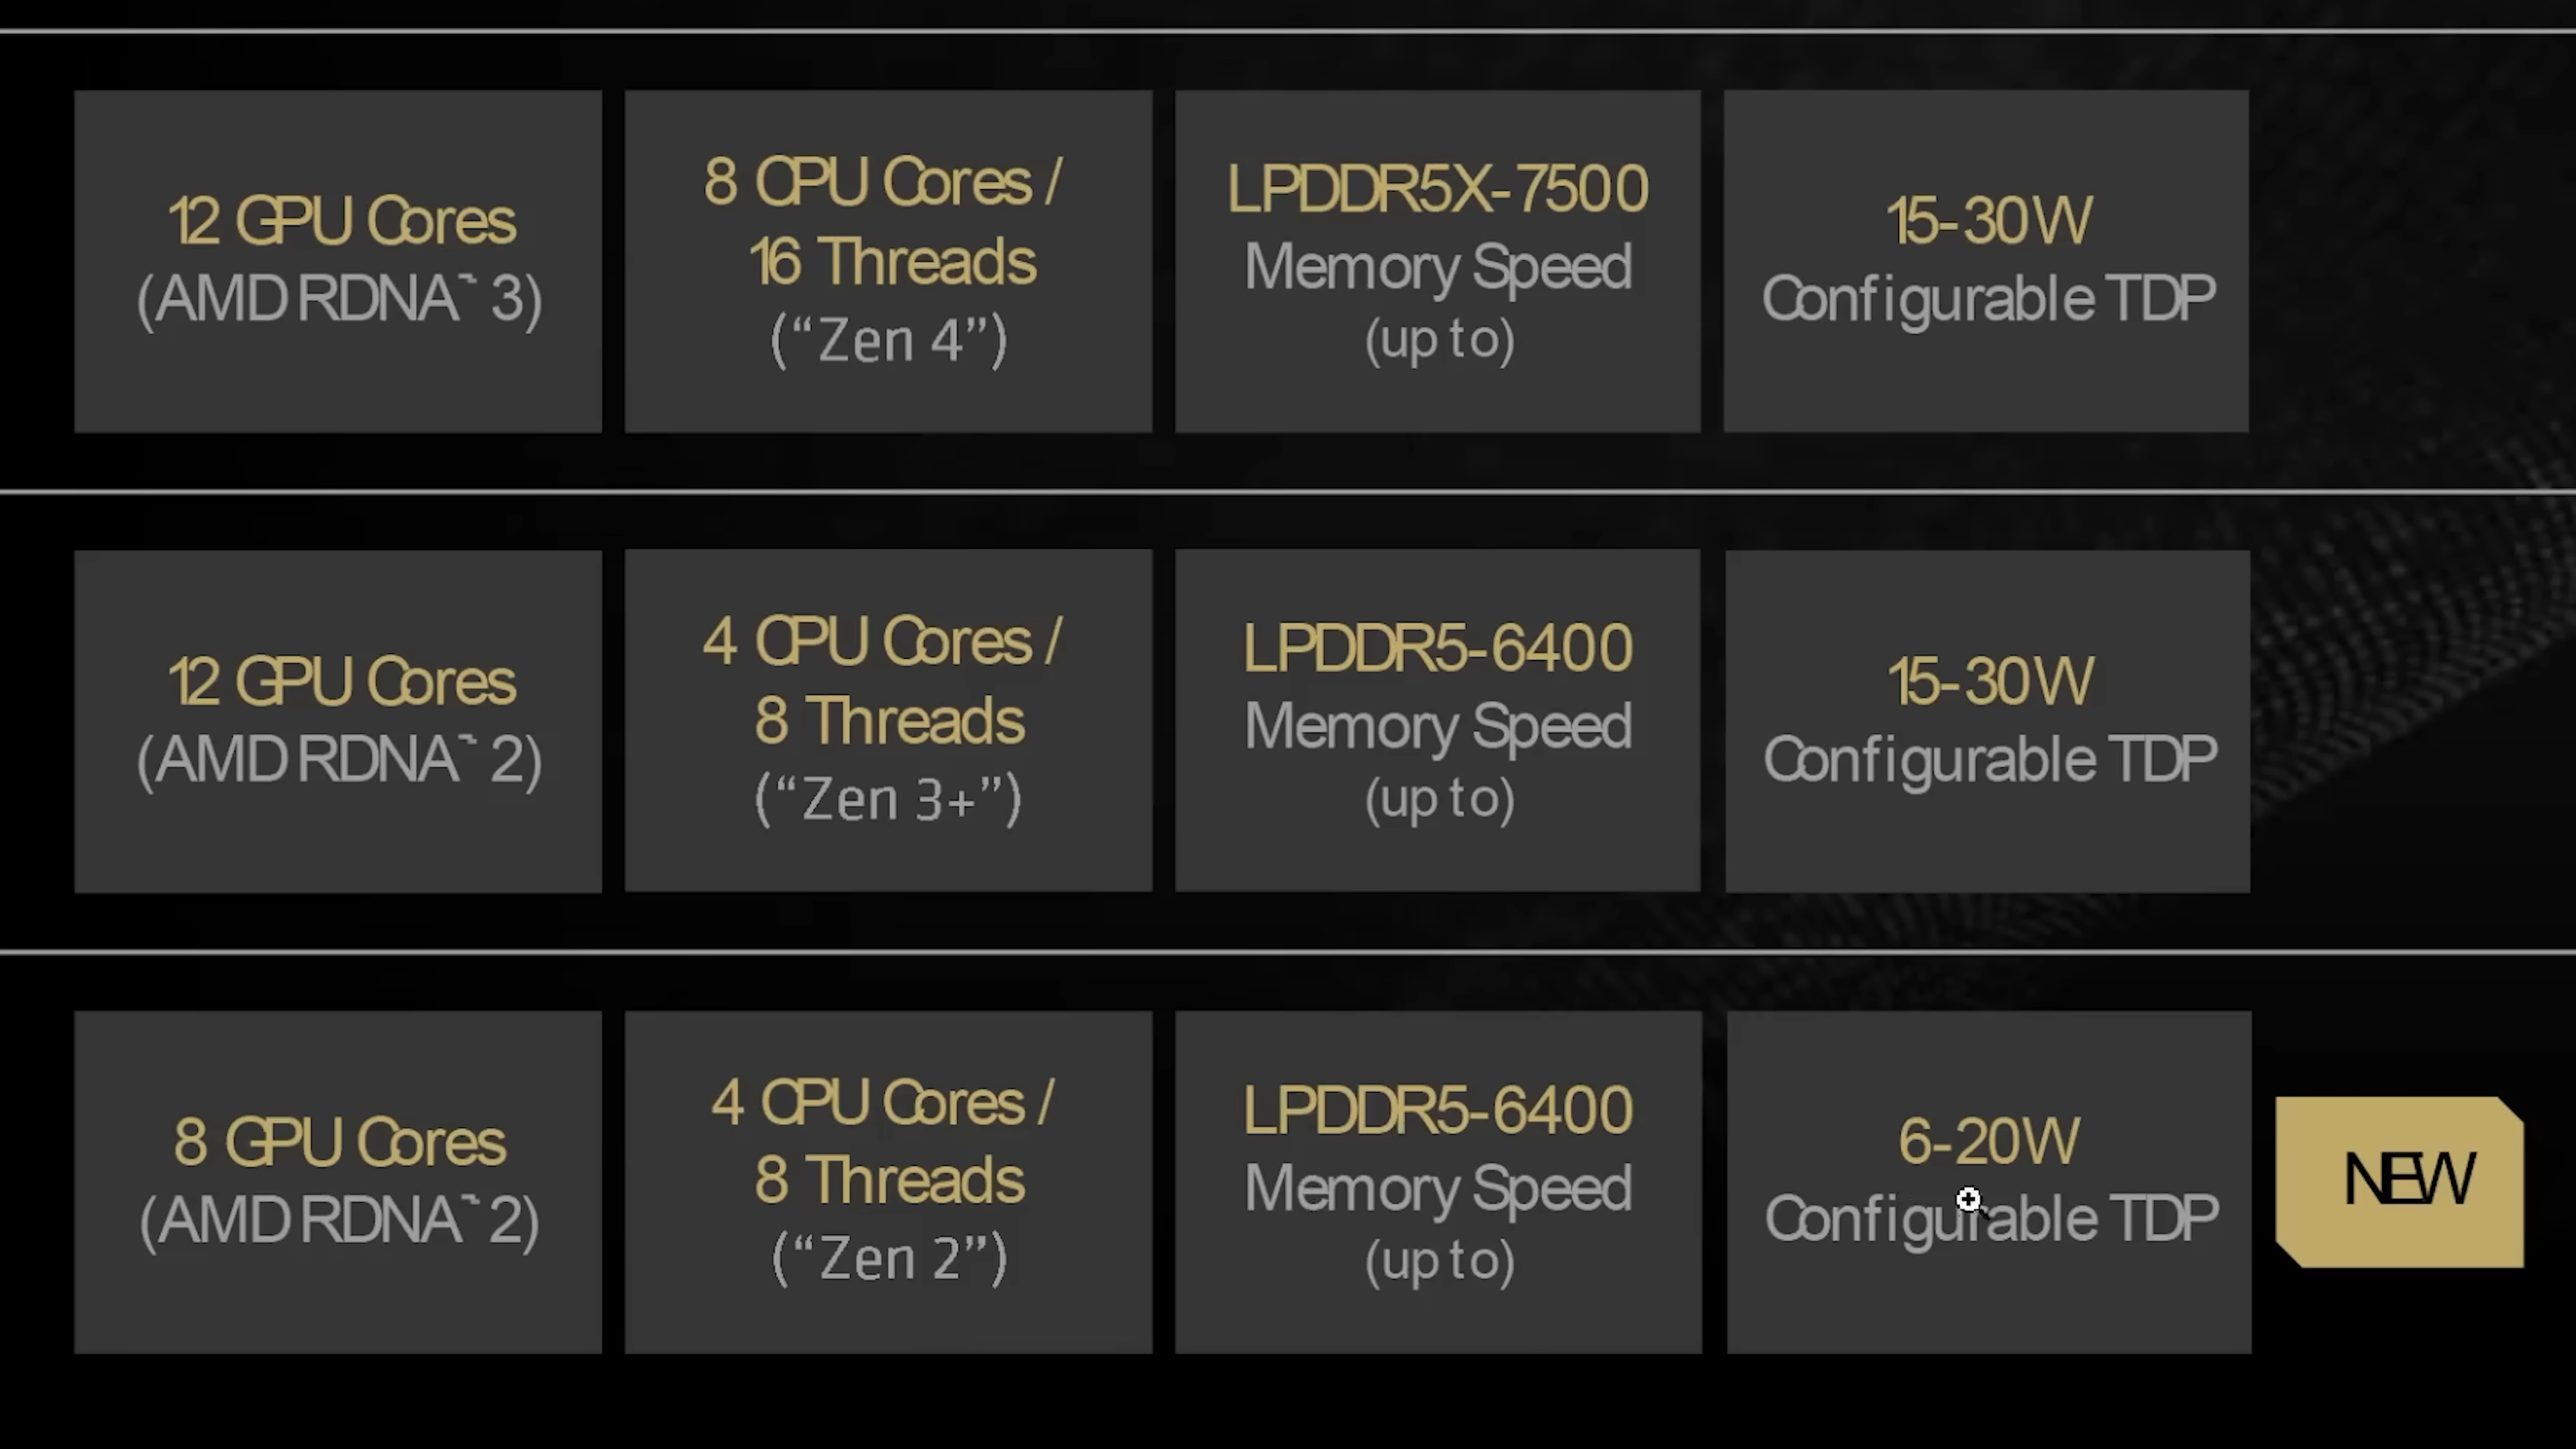 12 GPU Cores
(AMD RDNA™ 3)
8 CPU Cores /
16 Threads
(“Zen 4”)
LPDDR5X-7500
Memory Speed
(up to)
15-30W
Configurable TDP
12 GPU Cores
(AMD RDNA™ 2)
4 CPU Cores /
8 Threads
(“Zen 3+”)
LPDDR5-6400
Memory Speed
(up to)
15-30W
Configurable TDP
8 GPU Cores
(AMD RDNA™ 2)
4 CPU Cores /
8 Threads
(“Zen 2”)
LPDDR5-6400
Memory Speed
(up to)
6-20W
Configurable TDP
NEW